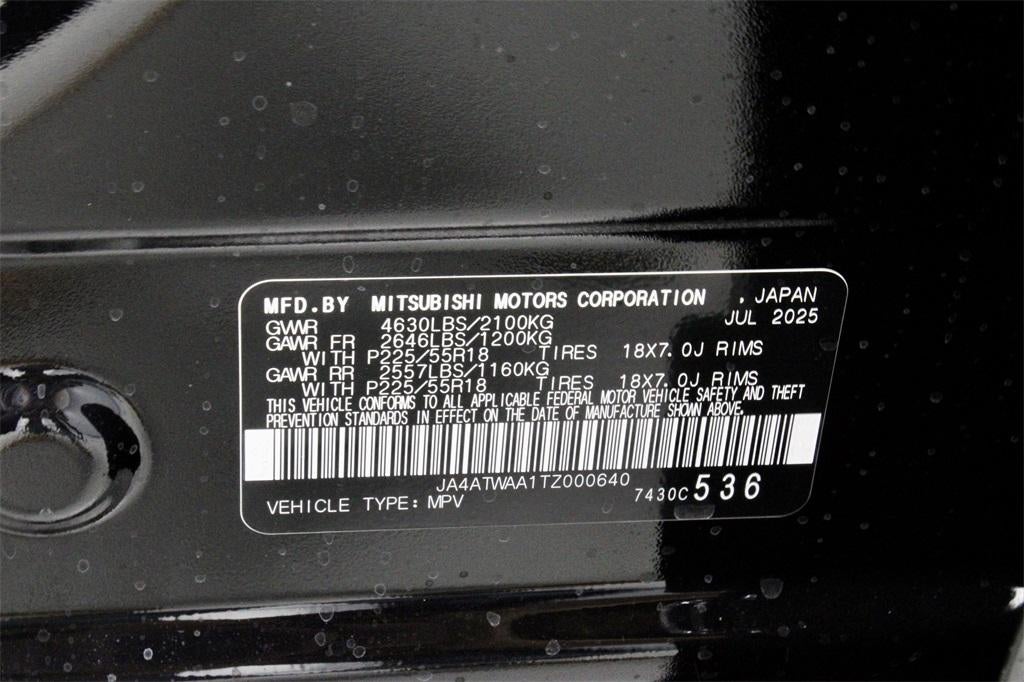 MFD.BY MITSUBISHI MOTORS CORPORATION , JAPAN
GVWR 4630LBS/2100KG JUL 2025
GAWR FR 2646LBS/1200KG
WITH P225/55R18 TIRES 18X7.0J RIMS
GAWR RR 2557LBS/1160KG
WITH P225/55R18 TIRES 18X7.0J RIMS
THIS VEHICLE CONFORMS TO ALL APPLICABLE FEDERAL MOTOR VEHICLE SAFETY AND THEFT
PREVENTION STANDARDS IN EFFECT ON THE DATE OF MANUFACTURE SHOWN ABOVE.
JA4ATWAA1TZ000640
VEHICLE TYPE: MPV 7430C 536